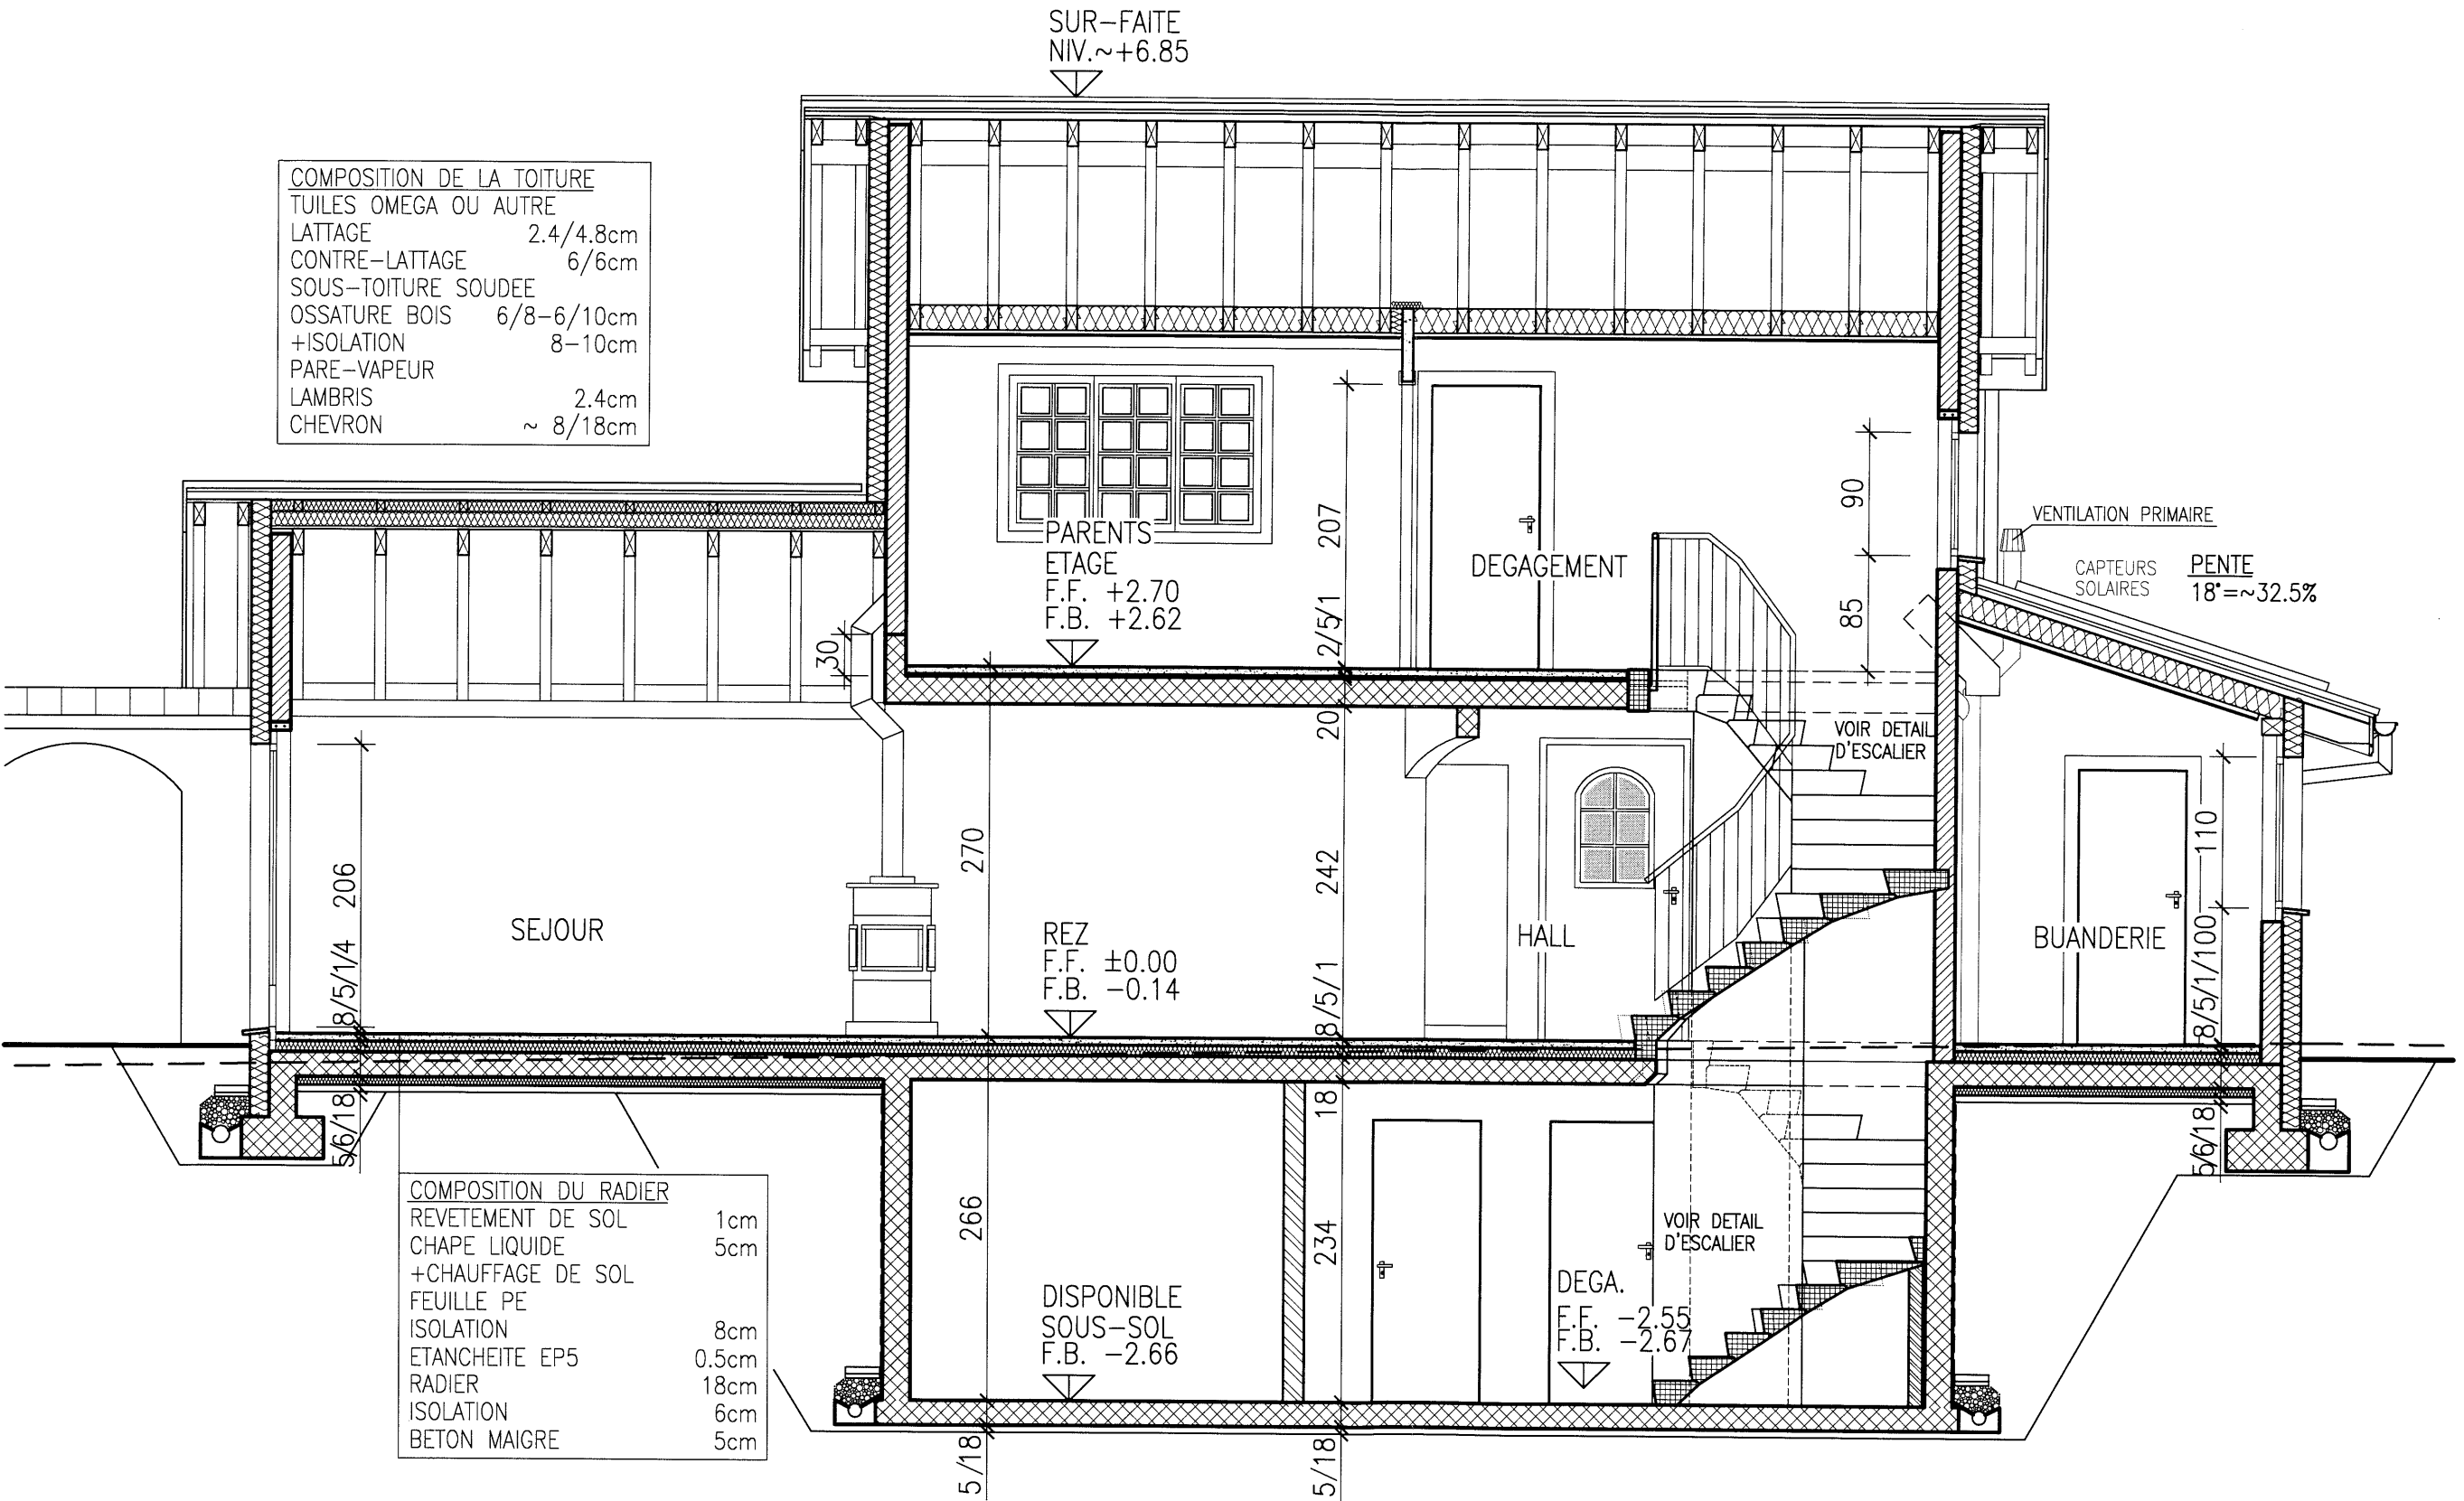 SUR-FAITE
NIV.~+6.85
COMPOSITION DE LA TOITURE
TUILES OMEGA OU AUTRE
LATTAGE 2.4/4.8cm
CONTRE-LATTAGE 6/6cm
SOUS-TOITURE SOUDEE
OSSATURE BOIS 6/8-6/10cm
+ISOLATION 8-10cm
PARE-VAPEUR
LAMBRIS 2.4cm
CHEVRON ~ 8/18cm
PARENTS
ETAGE
F.F. +2.70
F.B. +2.62
207
2/5/1
DEGAGEMENT
90
85
VENTILATION PRIMAIRE
CAPTEURS
SOLAIRES
PENTE
18°=~32.5%
30
20
VOIR DETAIL
D'ESCALIER
206
8/5/1/4
SEJOUR
270
242
REZ
F.F. ±0.00
F.B. -0.14
8/5/1
HALL
BUANDERIE
110
8/5/1/100
5/6/18
18
5/6/18
COMPOSITION DU RADIER
REVETEMENT DE SOL 1cm
CHAPE LIQUIDE 5cm
+CHAUFFAGE DE SOL
FEUILLE PE
ISOLATION 8cm
ETANCHEITE EP5 0.5cm
RADIER 18cm
ISOLATION 6cm
BETON MAIGRE 5cm
266
234
DISPONIBLE
SOUS-SOL
F.B. -2.66
VOIR DETAIL
D'ESCALIER
DEGA.
F.F. -2.55
F.B. -2.67
5/18
5/18